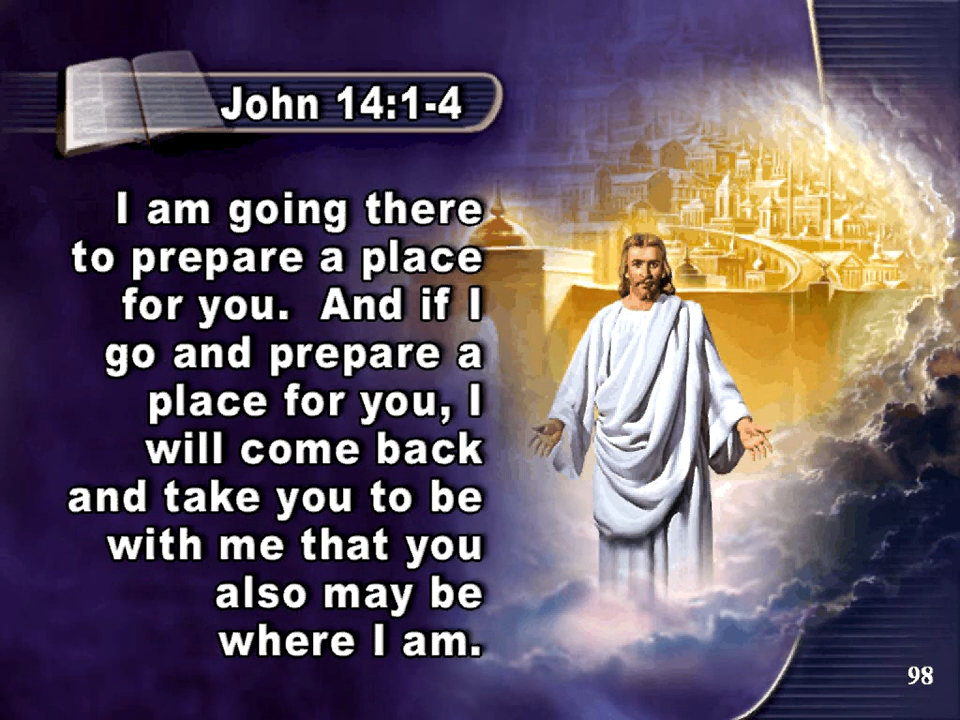 John 14:1-4
I am going there
to prepare a place
for you.  And if I
go and prepare a
place for you, I
will come back
and take you to be
with me that you
also may be
where I am.
98